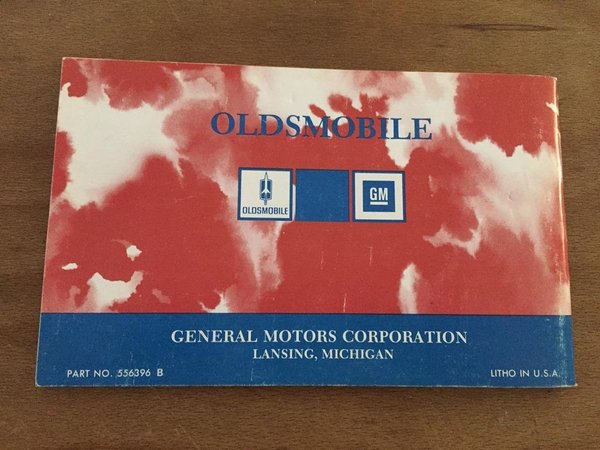 OLDSMOBILE
OLDSMOBILE
GM
GENERAL MOTORS CORPORATION
LANSING, MICHIGAN
PART NO. 556396 B
LITHO IN U.S.A.